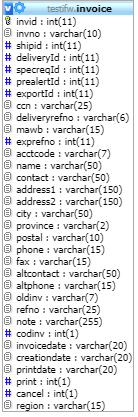 testifw.invoice
invid : int(11)
invno : varchar(10)
shipid : int(11)
deliveryId : int(11)
specreqId : int(11)
prealertId : int(11)
exportId : int(11)
ccn : varchar(25)
deliveryrefno : varchar(6)
mawb : varchar(15)
exprefno : int(11)
acctcode : varchar(7)
name : varchar(50)
contact : varchar(50)
address1 : varchar(150)
address2 : varchar(150)
city : varchar(50)
province : varchar(2)
postal : varchar(10)
phone : varchar(15)
fax : varchar(15)
altcontact : varchar(50)
altphone : varchar(15)
oldinv : varchar(7)
refno : varchar(25)
note : varchar(255)
codinv : int(1)
invoicedate : varchar(20)
creationdate : varchar(20)
printdate : varchar(20)
print : int(1)
cancel : int(1)
region : varchar(15)